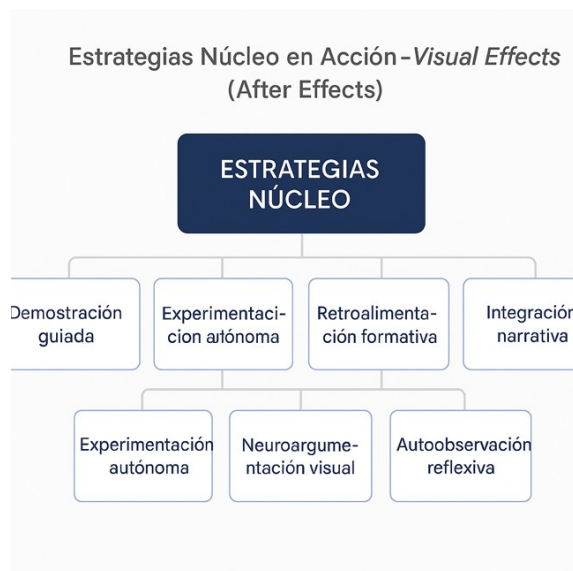 Estrategias Núcleo en Acción – Visual Effects
(After Effects)
ESTRATEGIAS
NÚCLEO
Demostración
guiada
Experimentaci-
cion autónoma
Retroalimenta-
ción formativa
Integración
narrativa
Experimentación
autónoma
Neuroargume-
ntación visual
Autoobservación
reflexiva